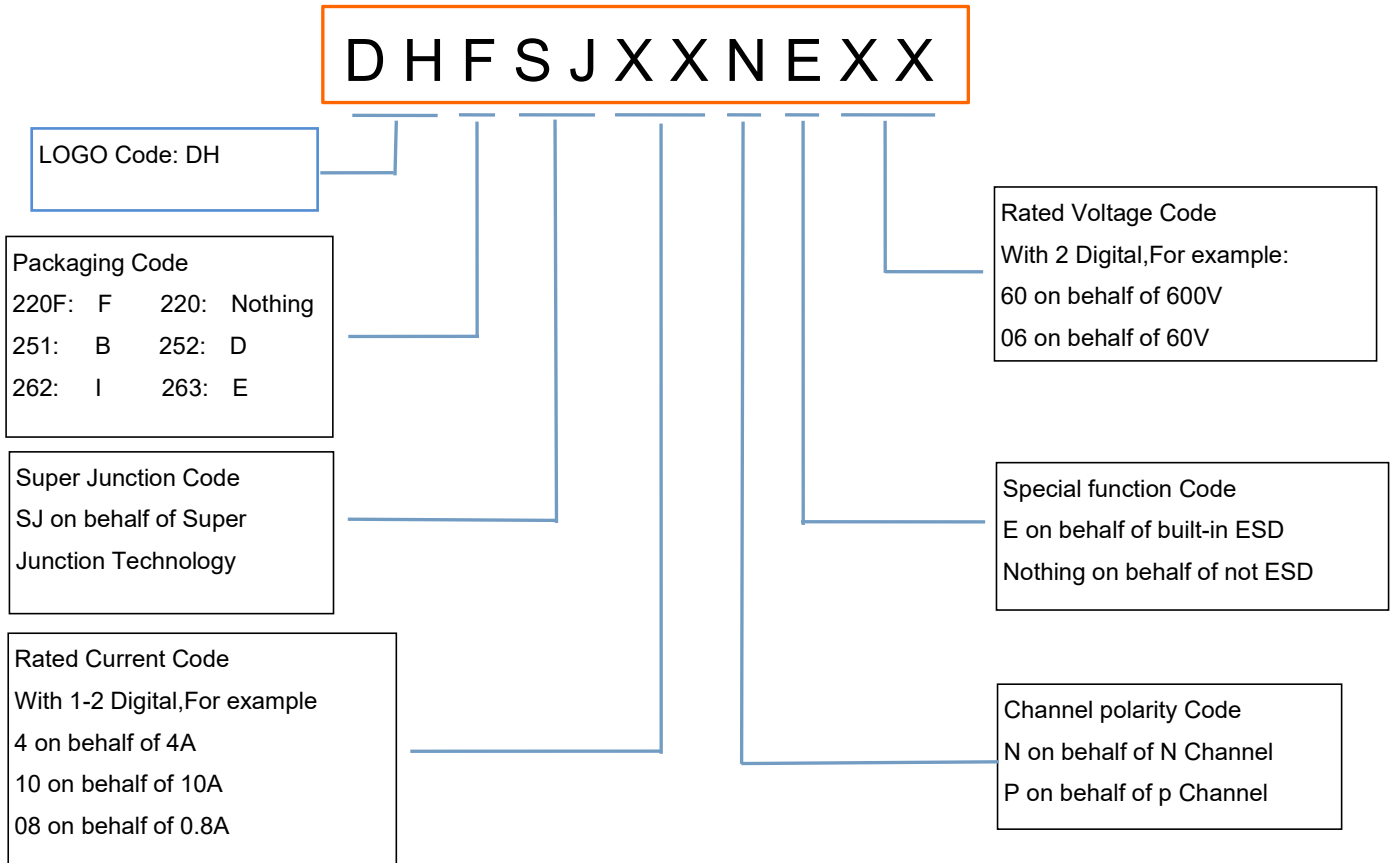 D H F S J X X N E X X
LOGO Code: DH
Packaging Code
220F: F 220: Nothing
251: B 252: D
262: I 263: E
Super Junction Code
SJ on behalf of Super
Junction Technology
Rated Current Code
With 1-2 Digital,For example
4 on behalf of 4A
10 on behalf of 10A
08 on behalf of 0.8A
Rated Voltage Code
With 2 Digital,For example:
60 on behalf of 600V
06 on behalf of 60V
Special function Code
E on behalf of built-in ESD
Nothing on behalf of not ESD
Channel polarity Code
N on behalf of N Channel
P on behalf of p Channel